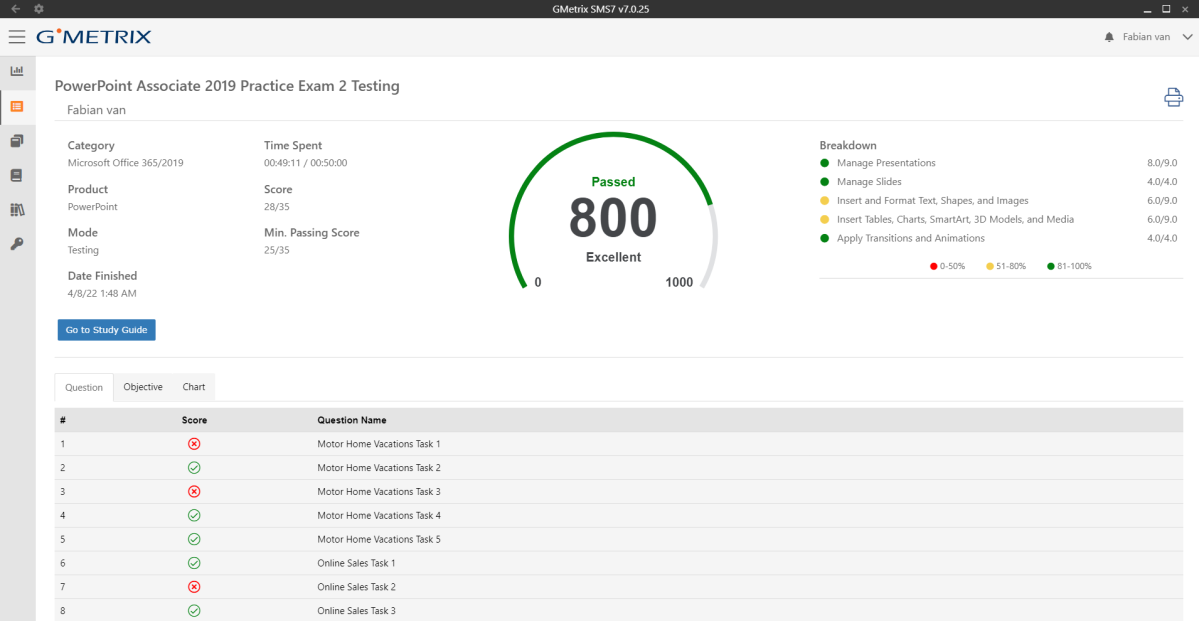 GMetrix SMS7 v7.0.25
GMETRIX
Fabian van
PowerPoint Associate 2019 Practice Exam 2 Testing
Fabian van
Category
Microsoft Office 365/2019
Product
PowerPoint
Mode
Testing
Date Finished
4/8/22 1:48 AM
Time Spent
00:49:11 / 00:50:00
Score
28/35
Min. Passing Score
25/35
Go to Study Guide
Passed
800
Excellent
0 1000
Breakdown
Manage Presentations 8.0/9.0
Manage Slides 4.0/4.0
Insert and Format Text, Shapes, and Images 6.0/9.0
Insert Tables, Charts, SmartArt, 3D Models, and Media 6.0/9.0
Apply Transitions and Animations 4.0/4.0
0-50% 51-80% 81-100%
Question Objective Chart
# Score Question Name
1 Motor Home Vacations Task 1
2 Motor Home Vacations Task 2
3 Motor Home Vacations Task 3
4 Motor Home Vacations Task 4
5 Motor Home Vacations Task 5
6 Online Sales Task 1
7 Online Sales Task 2
8 Online Sales Task 3